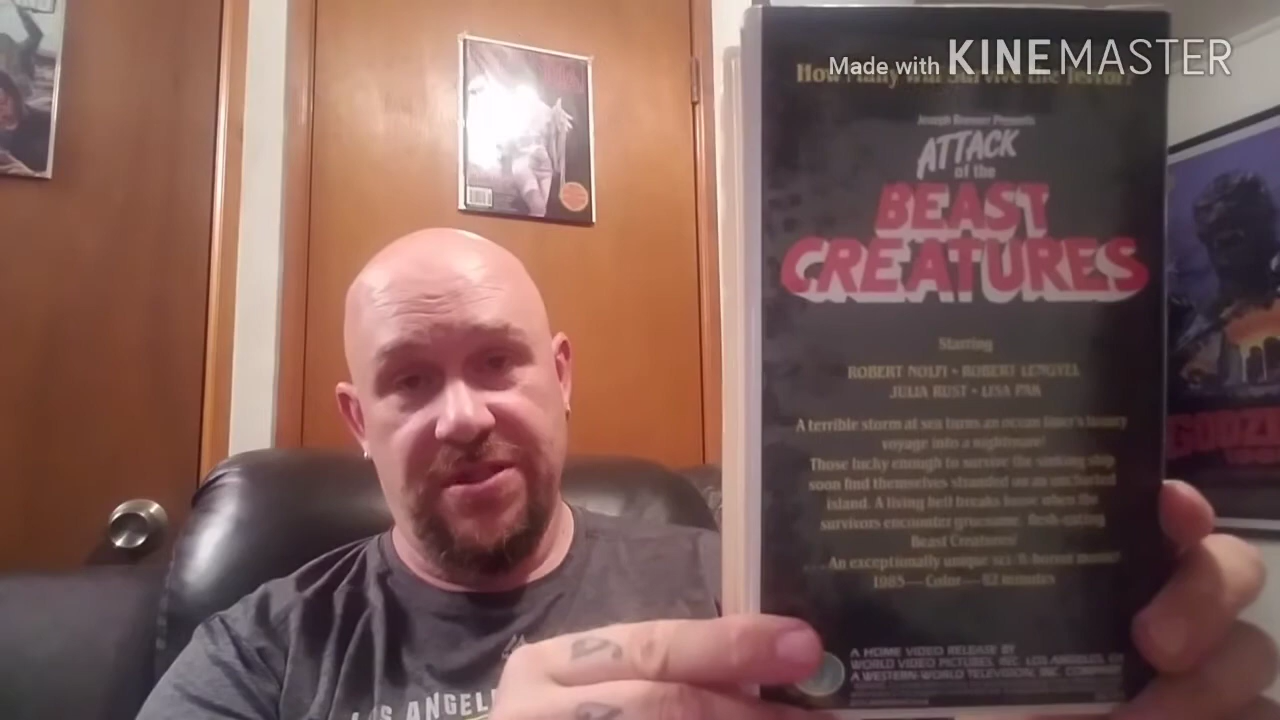 Made with KINEMASTER
How Many Will Survive the Terror?
Joseph Brenner Presents
ATTACK
of the
BEAST
CREATURES
Starring
ROBERT NOLFI • ROBERT LENGYEL
JULIA RUST • LISA PAK
A terrible storm at sea turns an ocean liner's luxury
voyage into a nightmare!
Those lucky enough to survive the sinking ship
soon find themselves stranded on an uncharted
island. A living hell breaks loose when the
survivors encounter gruesome, flesh-eating
Beast Creatures!
....An exceptionally unique sci-fi-horror movie!
1985—Color—82 minutes
A HOME VIDEO RELEASE BY
WORLD VIDEO PICTURES, INC. LOS ANGELES, CA
A WESTERN-WORLD TELEVISION, INC. COMPANY
GODZI
LOS ANGEL